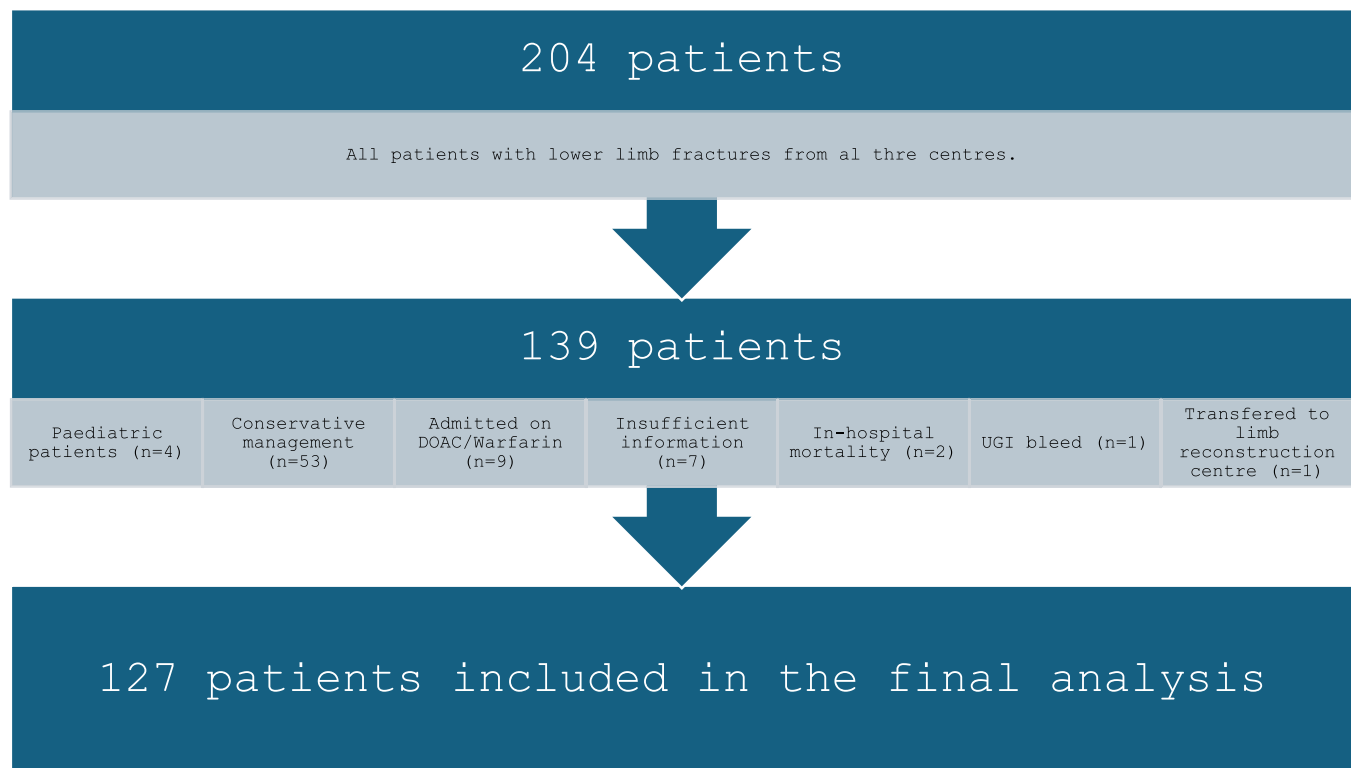 204 patients
All patients with lower limb fractures from al thre centres.
139 patients
Paediatric
patients (n=4)
Conservative
management
(n=53)
Admitted on
DOAC/Warfarin
(n=9)
Insufficient
information
(n=7)
In-hospital
mortality (n=2)
UGI bleed (n=1)
Transfered to
limb
reconstruction
centre (n=1)
127 patients included in the final analysis